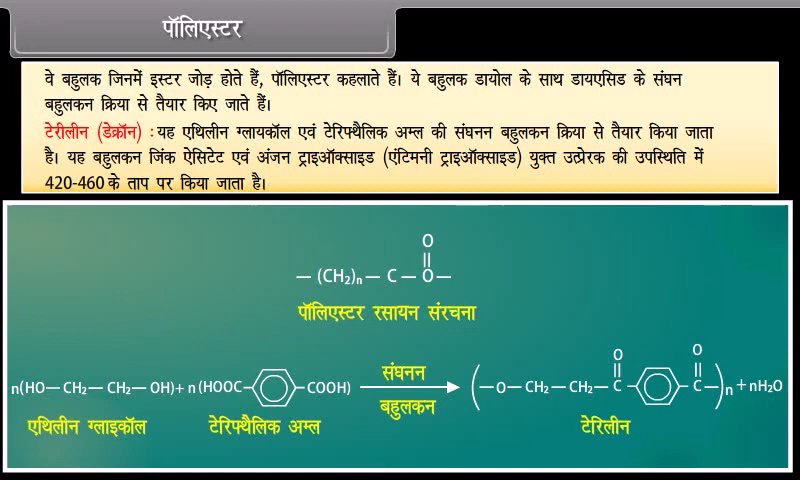 पॉलिएस्टर
वे बहुलक जिनमें इस्टर जोड़ होते हैं, पॉलिएस्टर कहलाते हैं। ये बहुलक डायोल के साथ डायएसिड के संघन
बहुलकन क्रिया से तैयार किए जाते हैं।
टेरीलीन (डेक्रॉन) : यह एथिलीन ग्लायकॉल एवं टेरिफ्थैलिक अम्ल की संघनन बहुलकन क्रिया से तैयार किया जाता
है। यह बहुलकन जिंक ऐसिटेट एवं अंजन ट्राइऑक्साइड (एंटिमनी ट्राइऑक्साइड) युक्त उत्प्रेरक की उपस्थिति में
420-460 के ताप पर किया जाता है।
O
— (CH₂)ₙ — C — O —
पॉलिएस्टर रसायन संरचना
O O
n(HO— CH₂— CH₂— OH)+ n (HOOC— —COOH) संघनन ( —O— CH₂— CH₂— C— —C— )ₙ + nH₂O
बहुलकन
एथिलीन ग्लाइकॉल टेरिफ्थैलिक अम्ल टेरिलीन